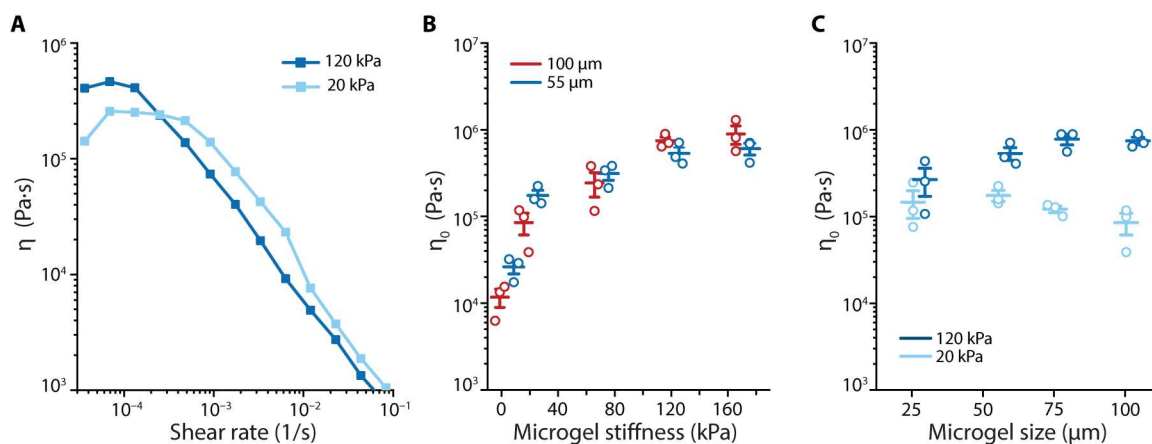 A
10⁶
10⁵
10⁴
10³
η (Pa·s)
120 kPa
20 kPa
10⁻⁴
10⁻³
10⁻²
10⁻¹
Shear rate (1/s)
B
10⁷
10⁶
10⁵
10⁴
10³
η₀ (Pa·s)
100 μm
55 μm
0
40
80
120
160
Microgel stiffness (kPa)
C
10⁷
10⁶
10⁵
10⁴
10³
η₀ (Pa·s)
120 kPa
20 kPa
25
50
75
100
Microgel size (μm)